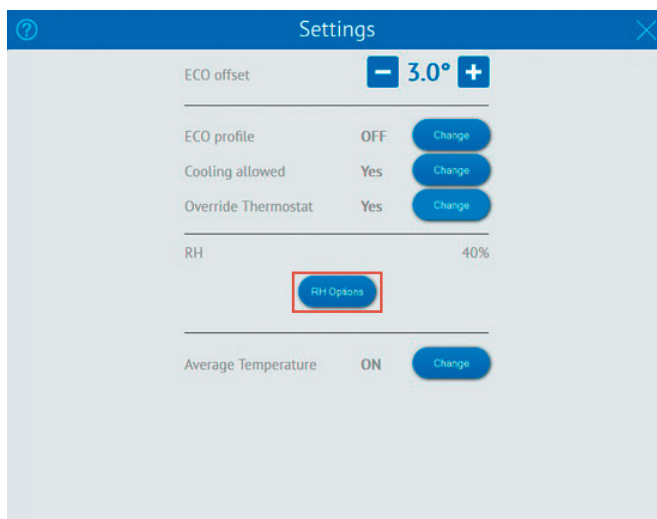 ?
Settings
ECO offset − 3.0° +
ECO profile OFF Change
Cooling allowed Yes Change
Override Thermostat Yes Change
RH 40%
RH Options
Average Temperature ON Change